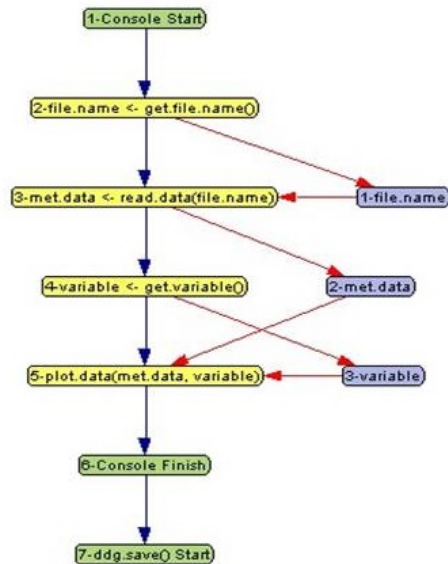 1-Console Start
2-file.name <- get.file.name()
3-met.data <- read.data(file.name)
1-file.name
4-variable <- get.variable()
2-met.data
5-plot.data(met.data, variable)
3-variable
6-Console Finish
7-ddg.save() Start